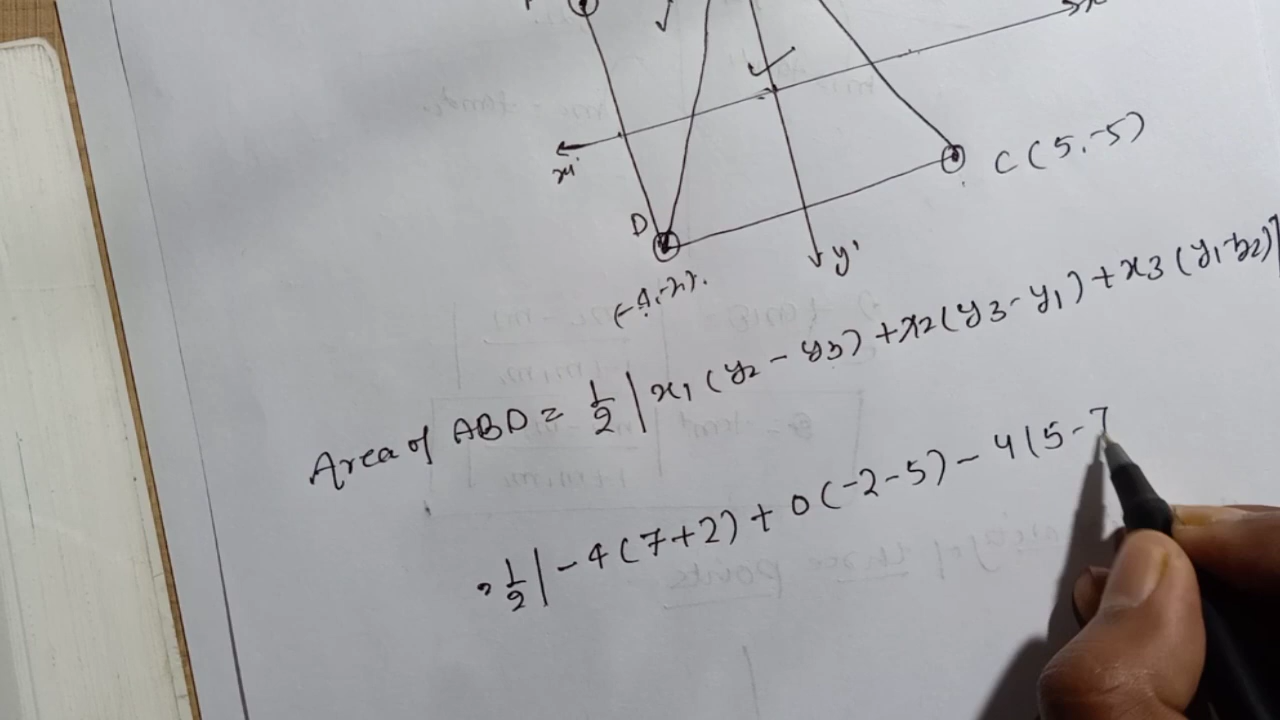 x'
C (5,-5)
D
y'
(-4,-2).
Area of ABD = 1/2 | x1 (y2 - y3) + x2 (y3 - y1) + x3 (y1-y2)|
= 1/2 | -4 (7+2) + 0 (-2-5) - 4 (5-7